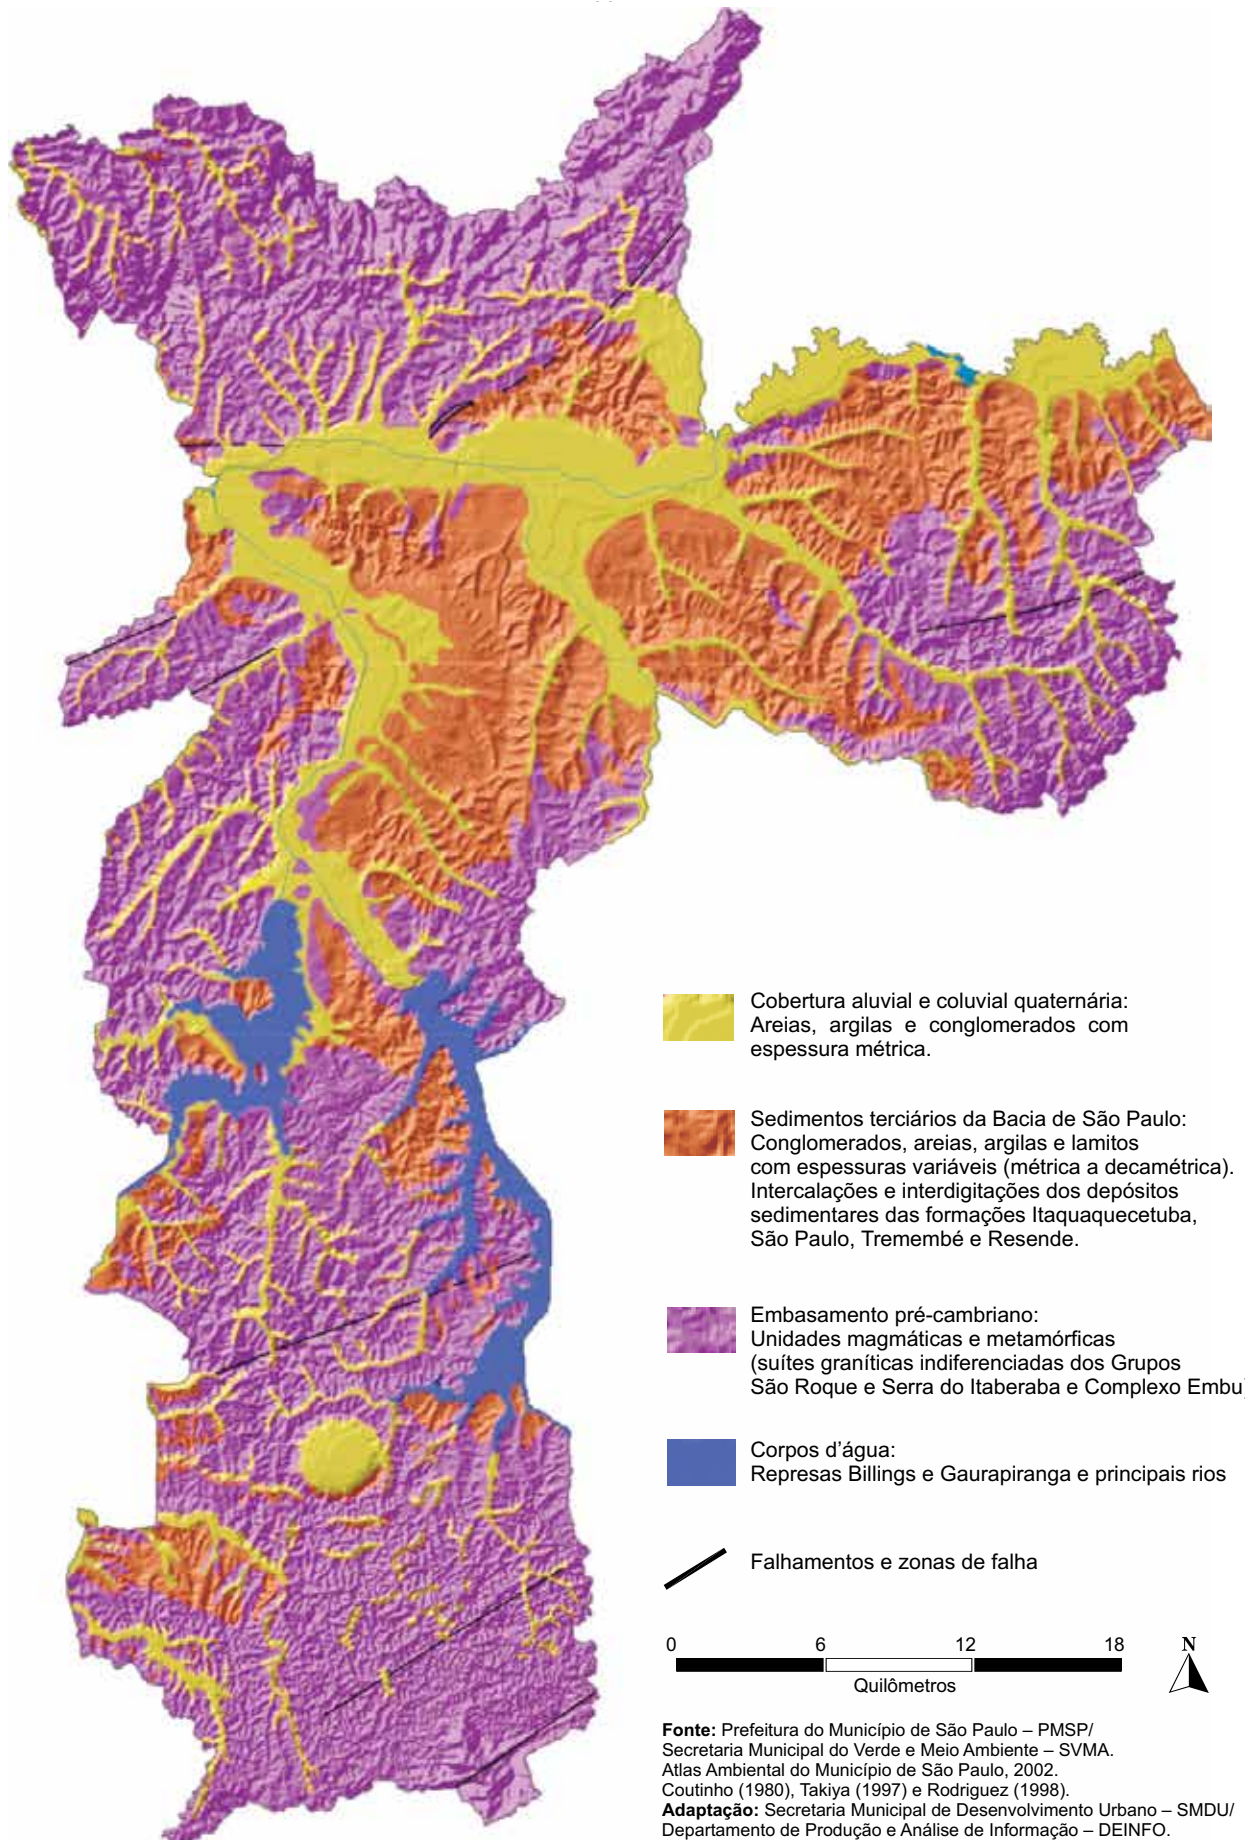 Cobertura aluvial e coluvial quaternária:
Areias, argilas e conglomerados com
espessura métrica.
Sedimentos terciários da Bacia de São Paulo:
Conglomerados, areias, argilas e lamitos
com espessuras variáveis (métrica a decamétrica).
Intercalações e interdigitações dos depósitos
sedimentares das formações Itaquaquecetuba,
São Paulo, Tremembé e Resende.
Embasamento pré-cambriano:
Unidades magmáticas e metamórficas
(suítes graníticas indiferenciadas dos Grupos
São Roque e Serra do Itaberaba e Complexo Embu)
Corpos d'água:
Represas Billings e Gaurapiranga e principais rios
Falhamentos e zonas de falha
0 6 12 18
Quilômetros
N
Fonte: Prefeitura do Município de São Paulo – PMSP/
Secretaria Municipal do Verde e Meio Ambiente – SVMA.
Atlas Ambiental do Município de São Paulo, 2002.
Coutinho (1980), Takiya (1997) e Rodriguez (1998).
Adaptação: Secretaria Municipal de Desenvolvimento Urbano – SMDU/
Departamento de Produção e Análise de Informação – DEINFO.